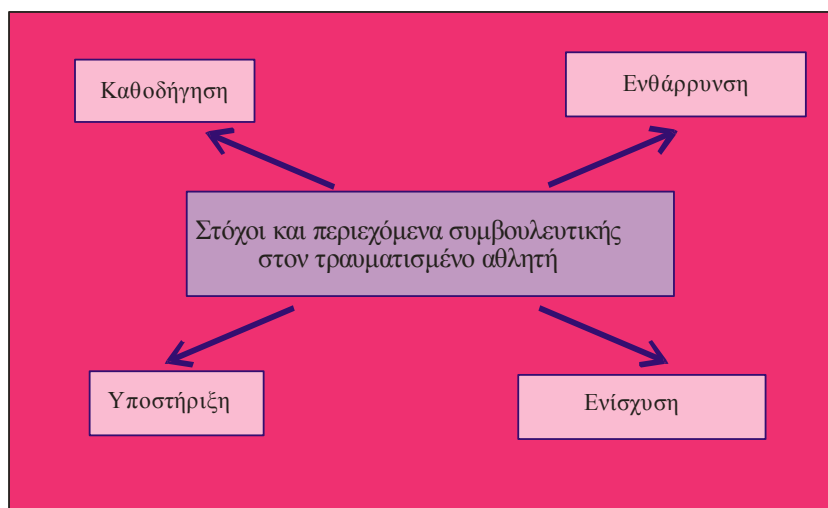 Καθοδήγηση
Ενθάρρυνση
Στόχοι και περιεχόμενα συμβουλευτικής
στον τραυματισμένο αθλητή
Υποστήριξη
Ενίσχυση